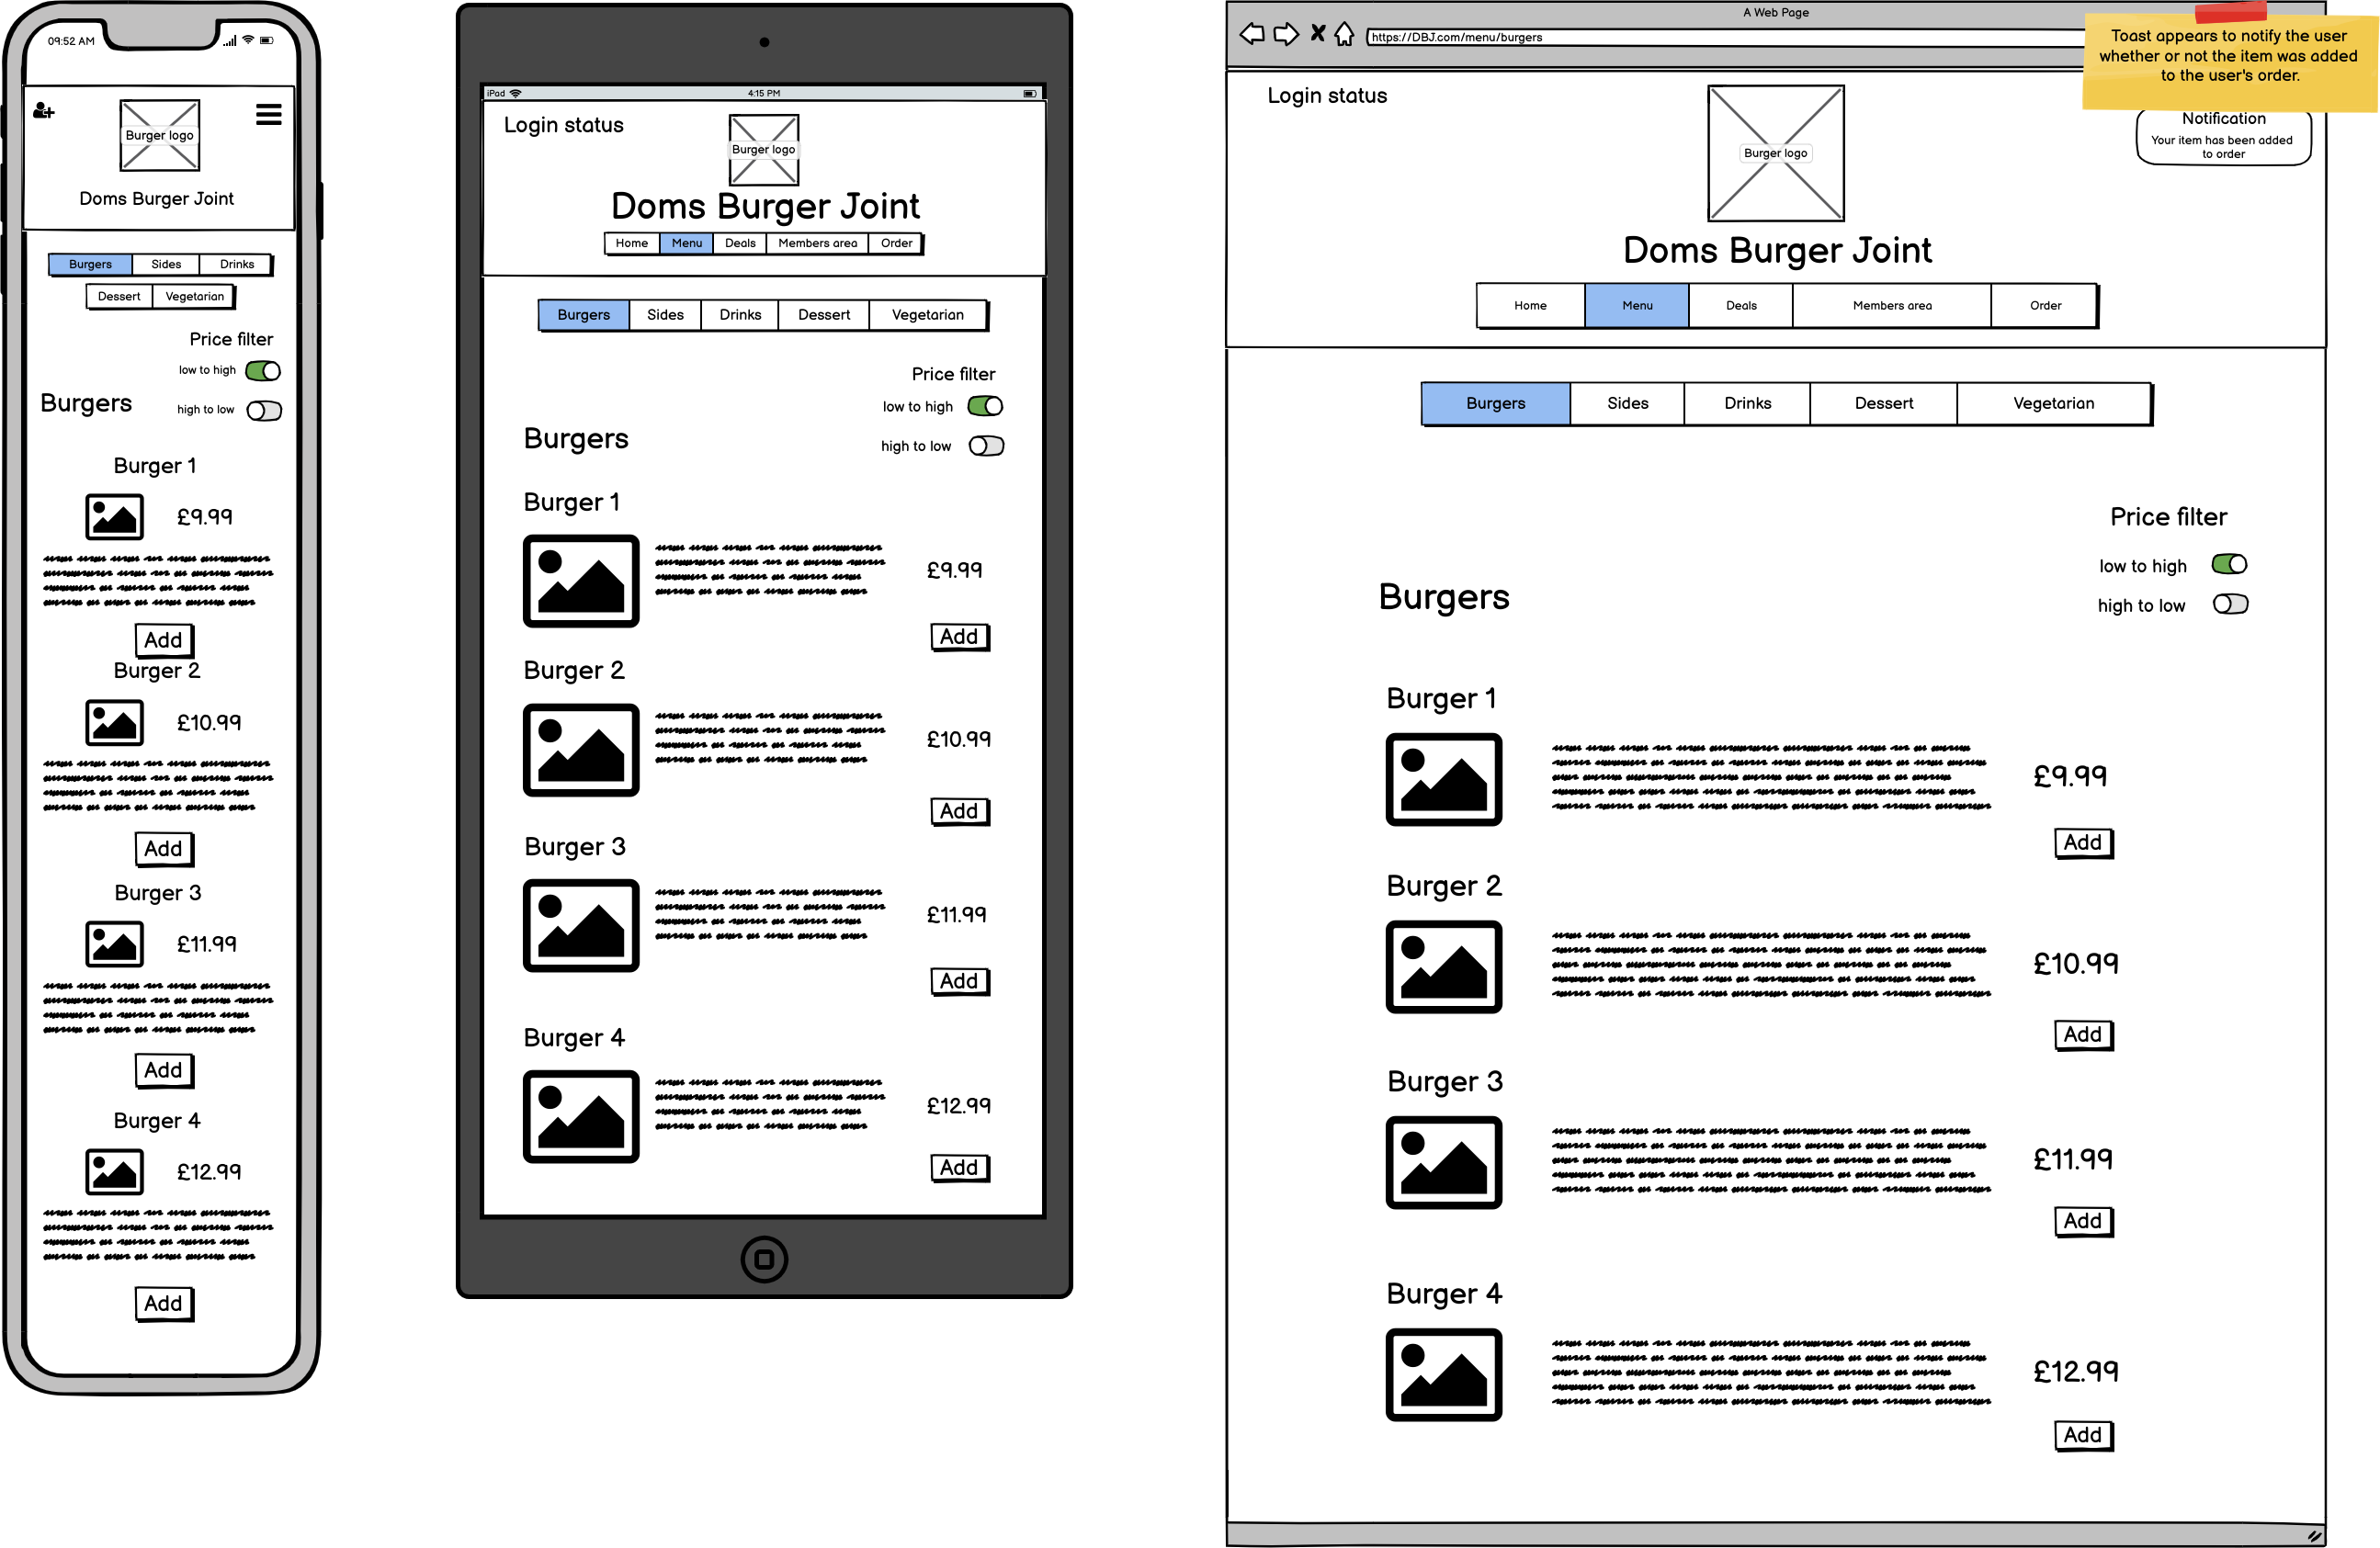 09:52 AM
Burger logo
Doms Burger Joint
Burgers Sides Drinks
Dessert Vegetarian
Price filter
low to high
high to low
Burgers
Burger 1
£9.99
Add
Burger 2
£10.99
Add
Burger 3
£11.99
Add
Burger 4
£12.99
Add
iPad 4:15 PM
Login status
Burger logo
Doms Burger Joint
Home Menu Deals Members area Order
Burgers Sides Drinks Dessert Vegetarian
Price filter
low to high
high to low
Burgers
Burger 1
£9.99
Add
Burger 2
£10.99
Add
Burger 3
£11.99
Add
Burger 4
£12.99
Add
A Web Page
https://DBJ.com/menu/burgers
Toast appears to notify the user
whether or not the item was added
to the user's order.
Notification
Your item has been added
to order
Login status
Burger logo
Doms Burger Joint
Home Menu Deals Members area Order
Burgers Sides Drinks Dessert Vegetarian
Price filter
low to high
high to low
Burgers
Burger 1
£9.99
Add
Burger 2
£10.99
Add
Burger 3
£11.99
Add
Burger 4
£12.99
Add